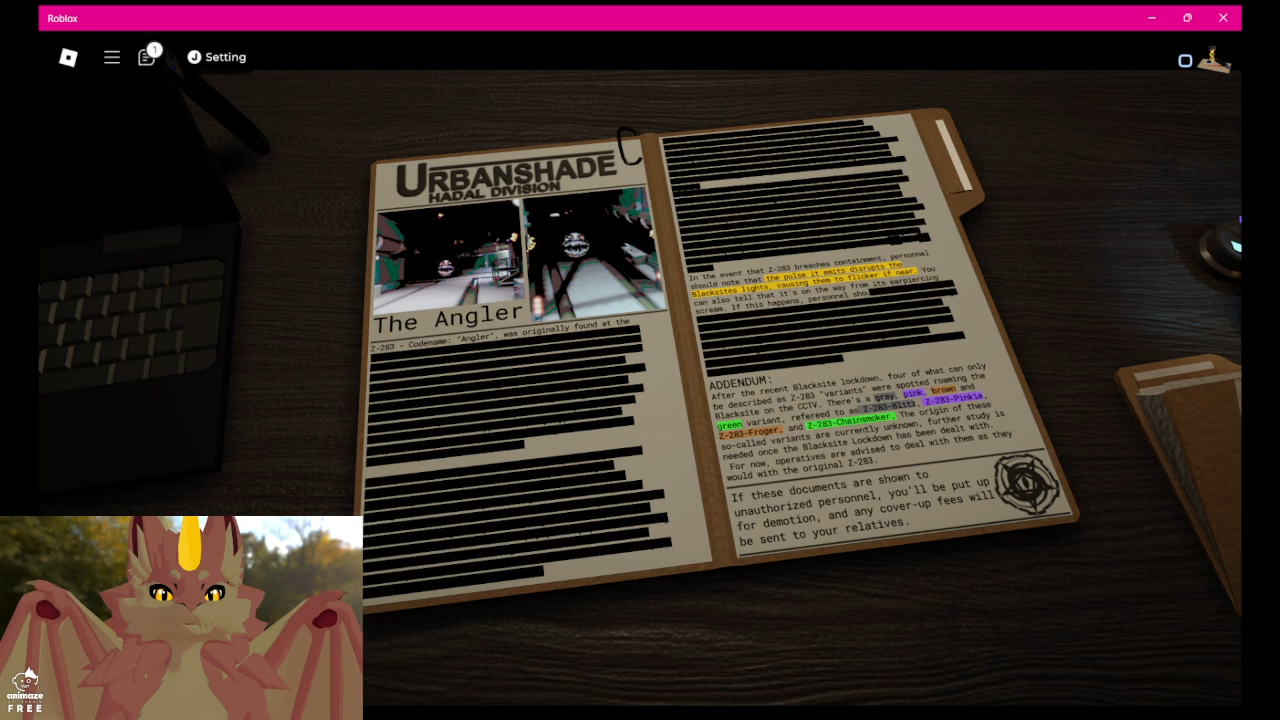 Roblox
1
J Setting
URBANSHADE
HADAL DIVISION
The Angler
Z-283 - Codename: "Angler", was originally found at the
In the event that Z-283 breaches containment, personnel
should note that the pulse it emits disrupts the
Blacksites lights, causing them to flicker if near. You
can also tell that it's on the way from its earpiercing
scream. If this happens, personnel shou
ADDENDUM:
After the recent Blacksite lockdown, four of what can only
be described as Z-283 "variants" were spotted roaming the
Blacksite on the CCTV. There's a gray, pink, brown and
green variant, refereed to as Z-283-Blitz, Z-283-Pinkie,
Z-283-Froger, and Z-283-Chainsmoker. The origin of these
so-called variants are currently unknown, further study is
needed once the Blacksite Lockdown has been dealt with.
For now, operatives are advised to deal with them as they
would with the original Z-283.
If these documents are shown to
unauthorized personnel, you'll be put up
for demotion, and any cover-up fees will
be sent to your relatives.
animaze
FREE